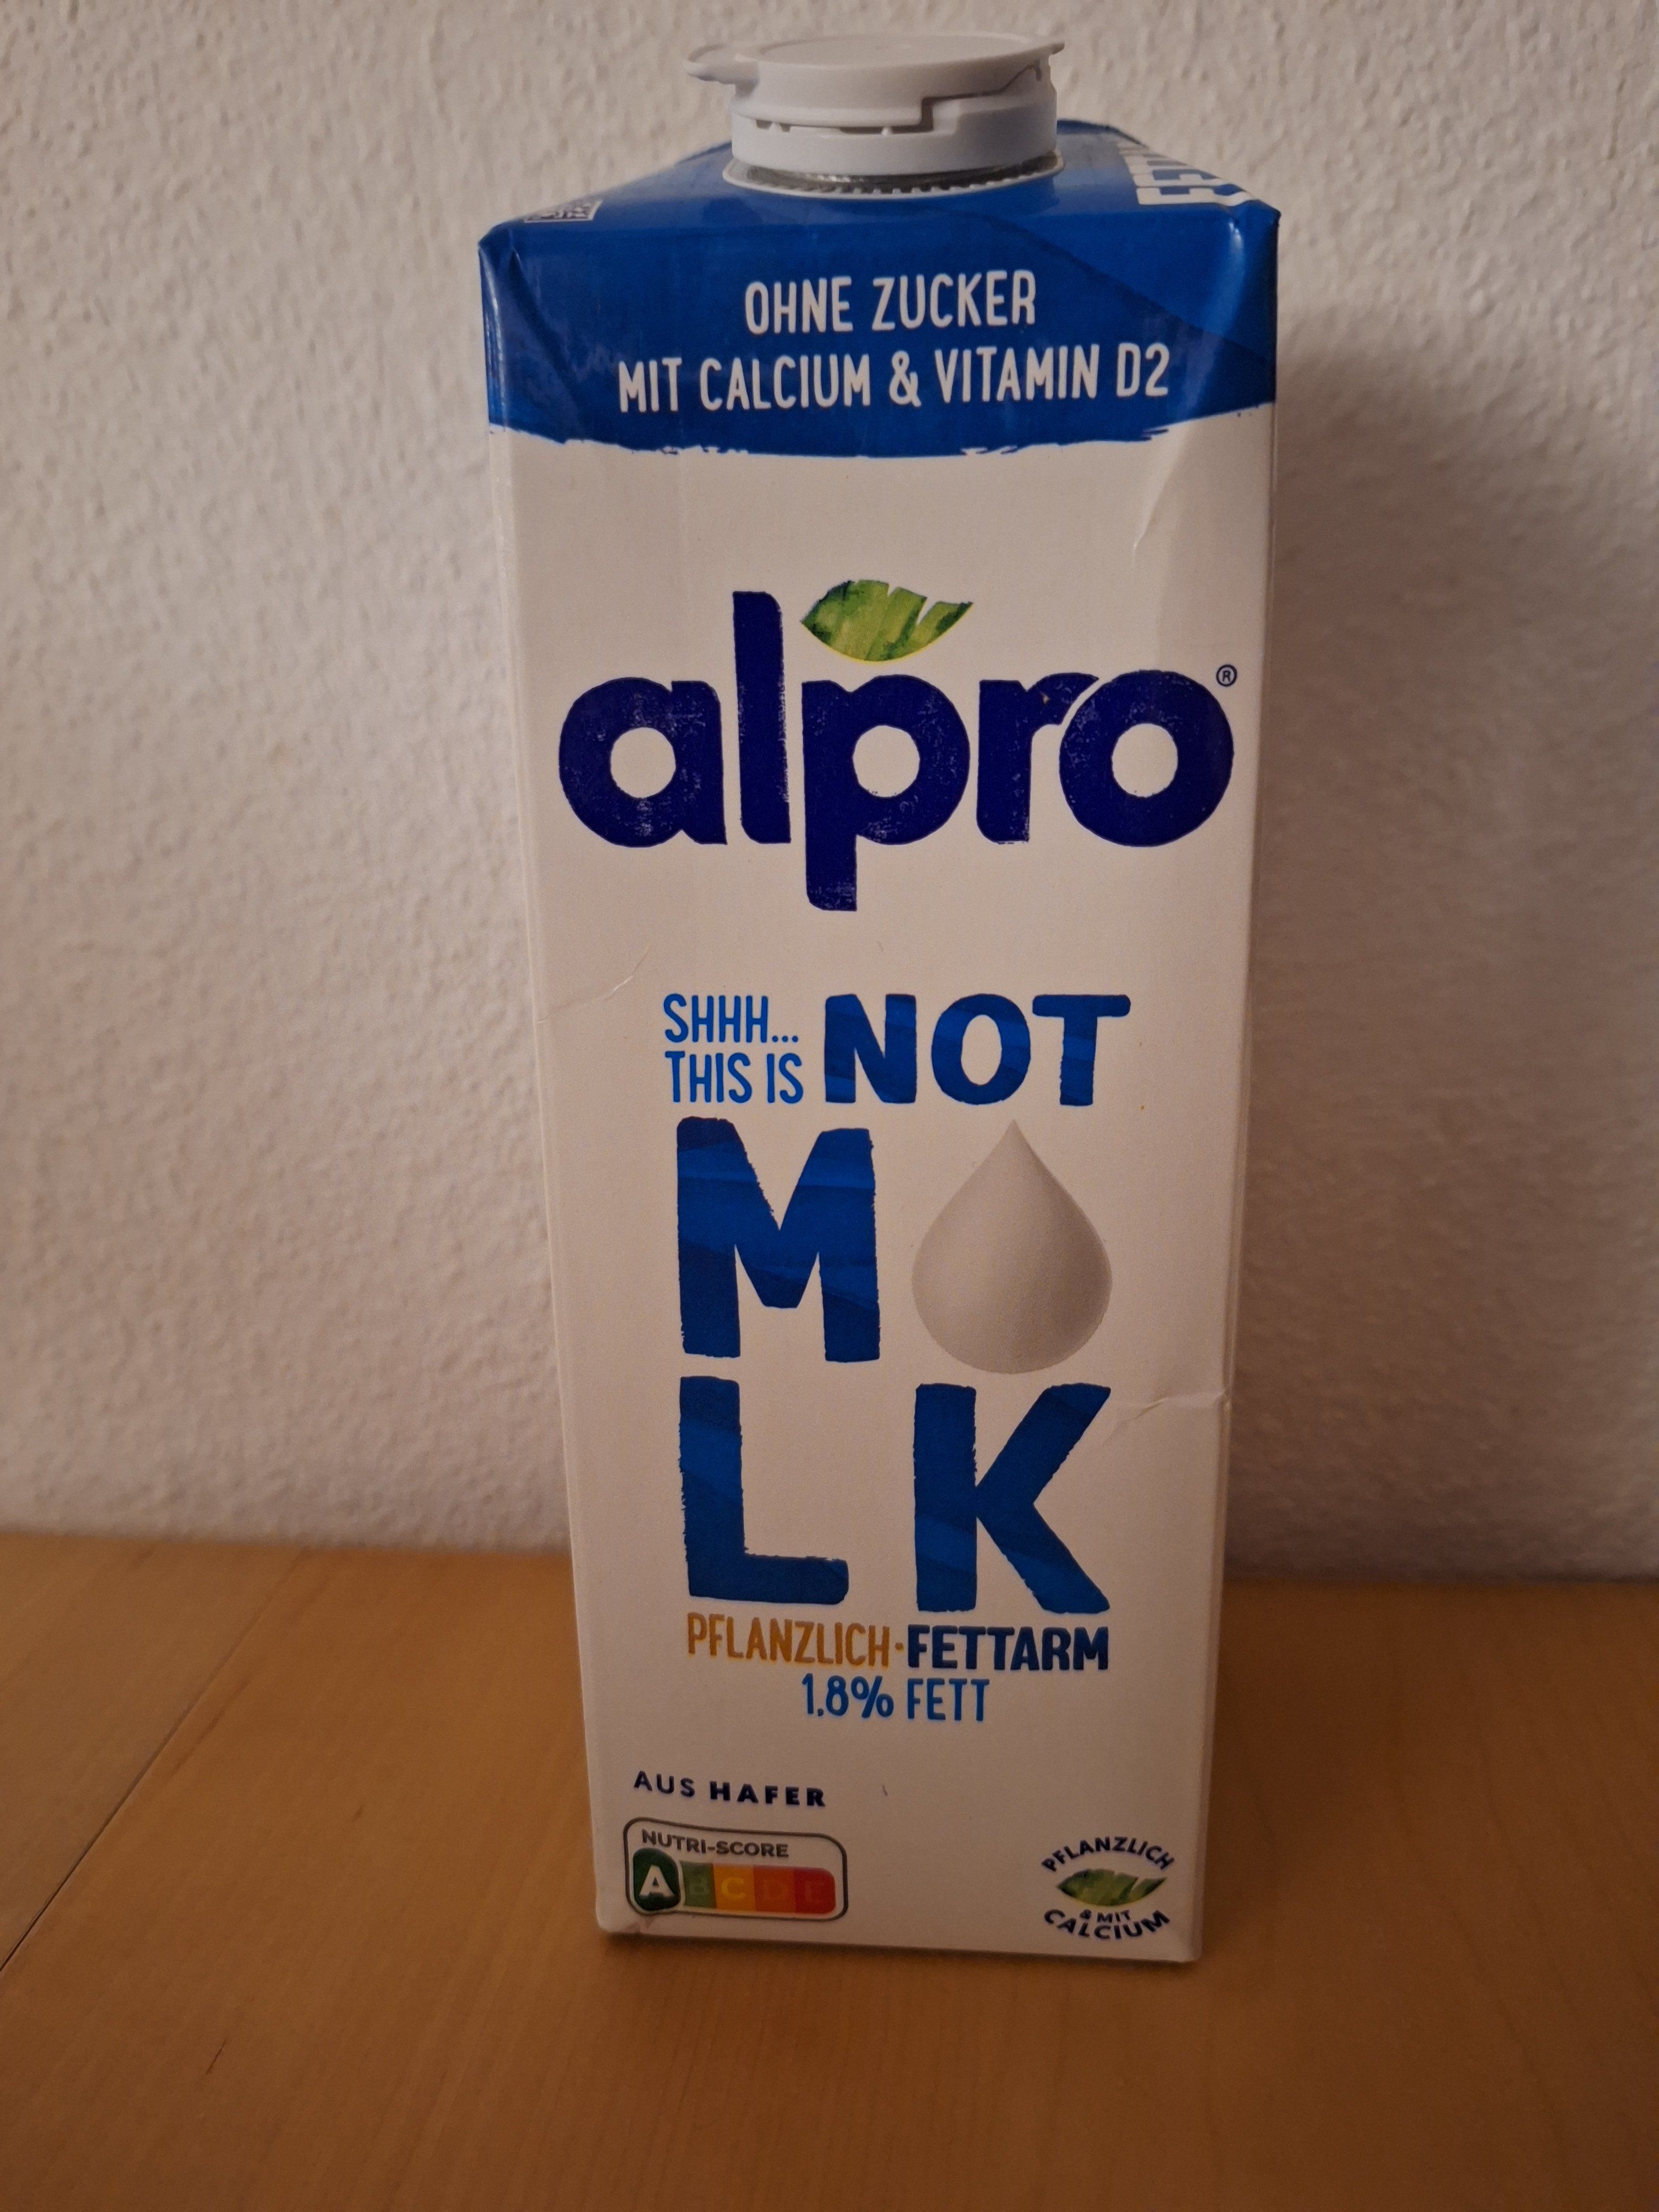 OHNE ZUCKER
MIT CALCIUM & VITAMIN D2
alpro®
SHHH...
THIS IS NOT
M LK
PFLANZLICH·FETTARM
1.8% FETT
AUS HAFER
NUTRI-SCORE
A B C D E
PFLANZLICH
& MIT
CALCIUM